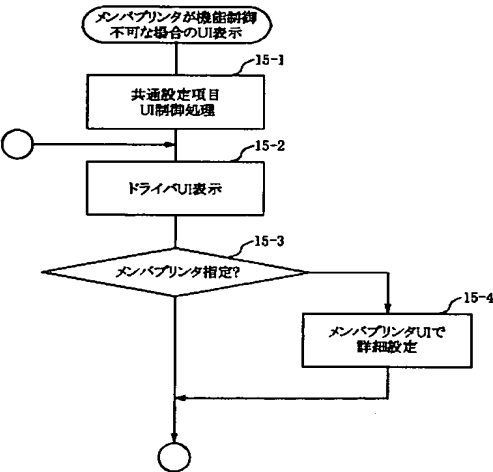 メンバプリンタが機能制御
不可な場合のUI表示
15-1
共通設定項目
UI制御処理
15-2
ドライバUI表示
15-3
メンバプリンタ指定?
15-4
メンバプリンタUIで
詳細設定